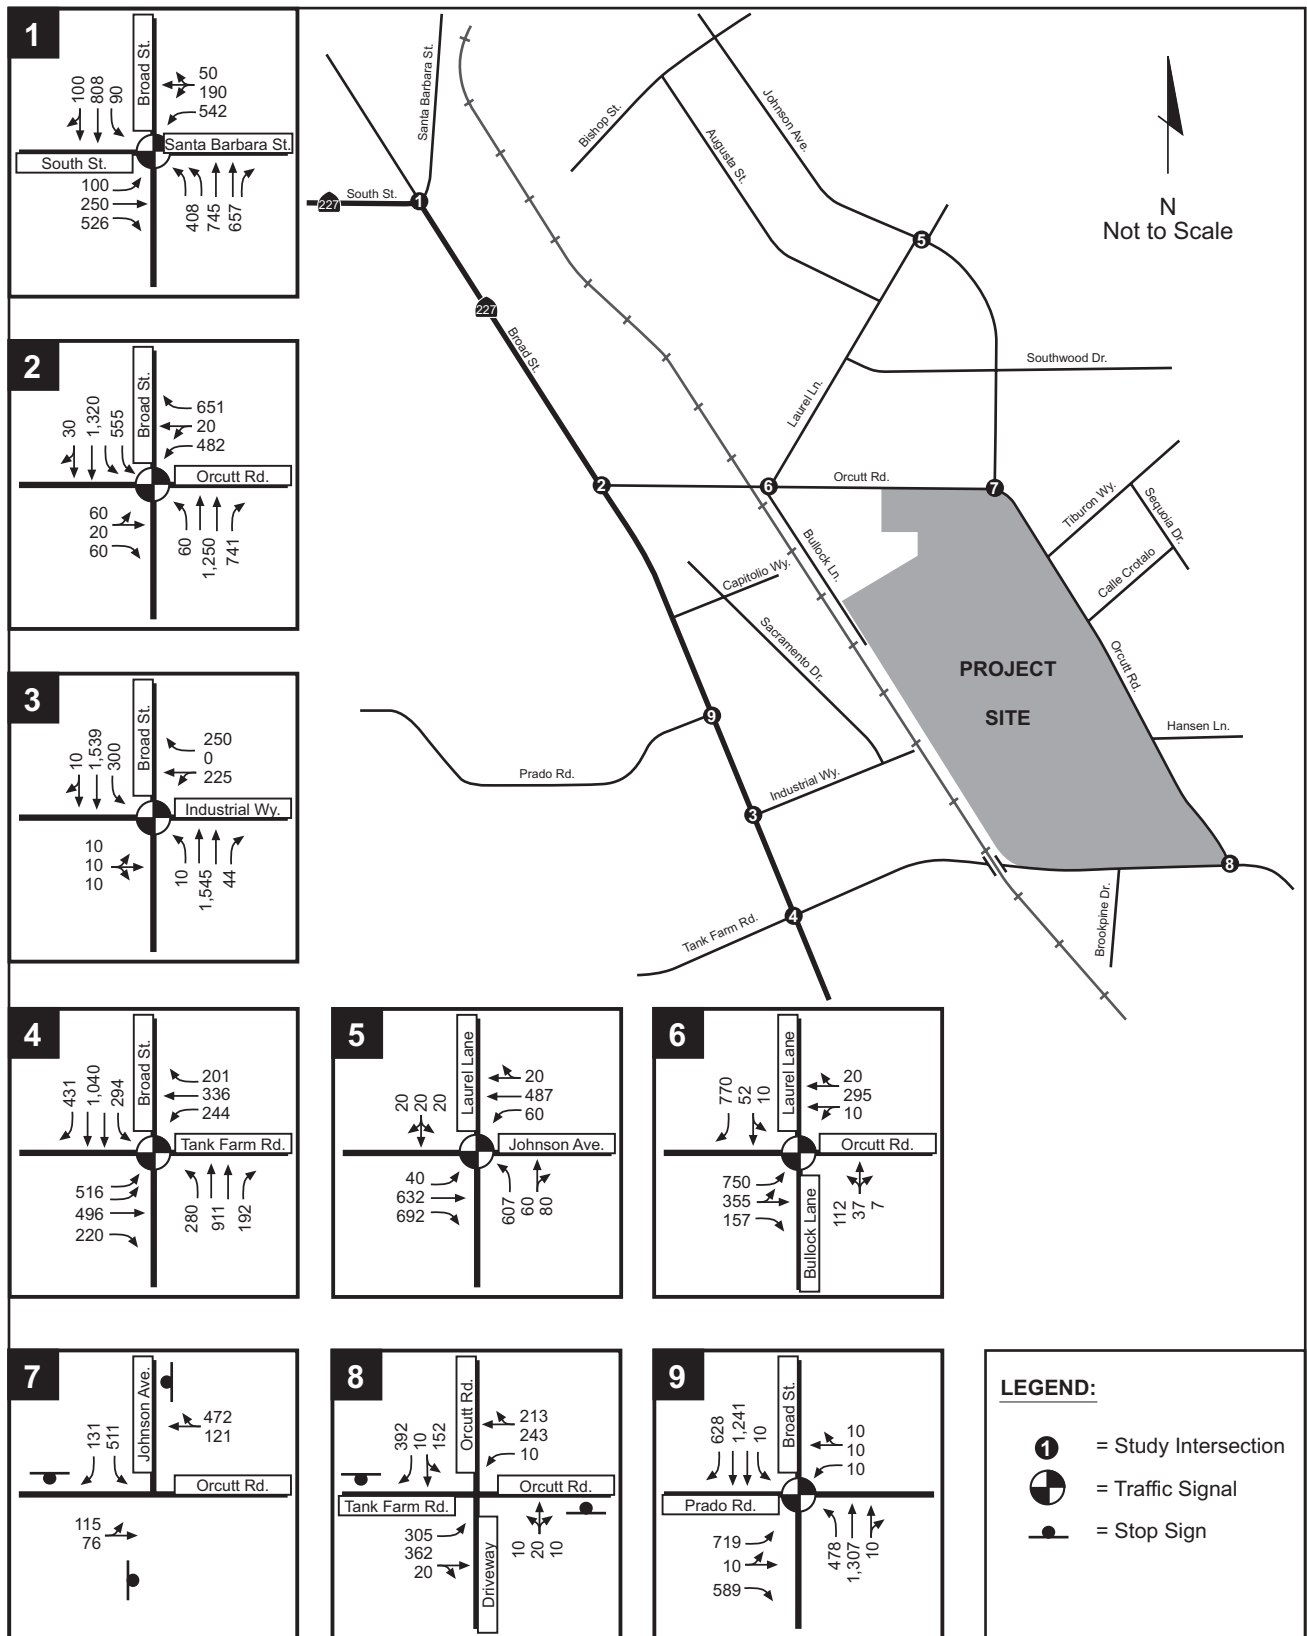 1
Broad St.
100
808
90
50
190
542
Santa Barbara St.
South St.
100
250
526
408
745
657
2
Broad St.
30
1,320
555
651
20
482
Orcutt Rd.
60
20
60
60
1,250
741
3
Broad St.
10
1,539
300
250
0
225
Industrial Wy.
10
10
10
10
1,545
44
4
Broad St.
431
1,040
294
201
336
244
Tank Farm Rd.
516
496
220
280
911
192
5
Laurel Lane
20
20
20
20
487
60
Johnson Ave.
40
632
692
607
60
80
6
Laurel Lane
770
52
10
20
295
10
Orcutt Rd.
750
355
157
Bullock Lane
112
37
7
7
Johnson Ave.
131
511
472
121
Orcutt Rd.
115
76
8
Orcutt Rd.
392
10
152
213
243
10
Orcutt Rd.
Tank Farm Rd.
305
362
20
Driveway
10
20
10
9
Broad St.
628
1,241
10
10
10
10
Prado Rd.
719
10
589
478
1,307
10
Santa Barbara St.
Bishop St.
Johnson Ave.
Augusta St.
N
Not to Scale
227
South St.
1
5
227
Broad St.
Southwood Dr.
Laurel Ln.
2
6
Orcutt Rd.
7
Tiburon Wy.
Sequoia Dr.
Bullock Ln.
Capitolio Wy.
Calle Crotalo
Sacramento Dr.
PROJECT
SITE
Orcutt Rd.
9
Hansen Ln.
Prado Rd.
Industrial Wy.
3
8
4
Tank Farm Rd.
Brookpine Dr.
LEGEND:
1 = Study Intersection
= Traffic Signal
= Stop Sign